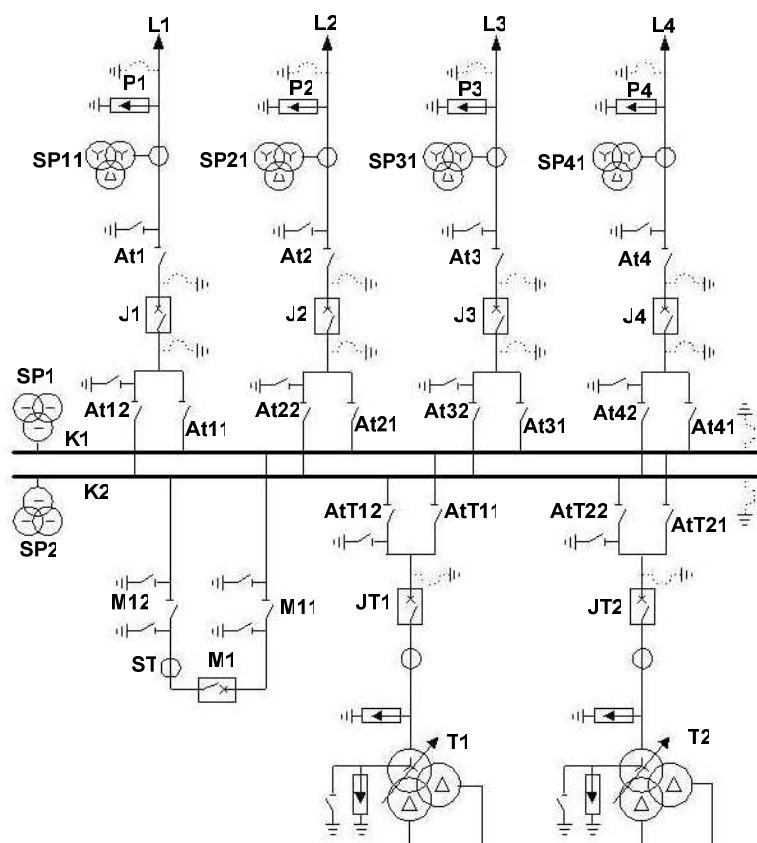 L1 L2 L3 L4
P1 P2 P3 P4
SP11 SP21 SP31 SP41
At1 At2 At3 At4
J1 J2 J3 J4
SP1
At12 At11 At22 At21 At32 At31 At42 At41
K1
K2
SP2
AtT12 AtT11 AtT22 AtT21
M12 M11 JT1 JT2
ST M1
T1 T2